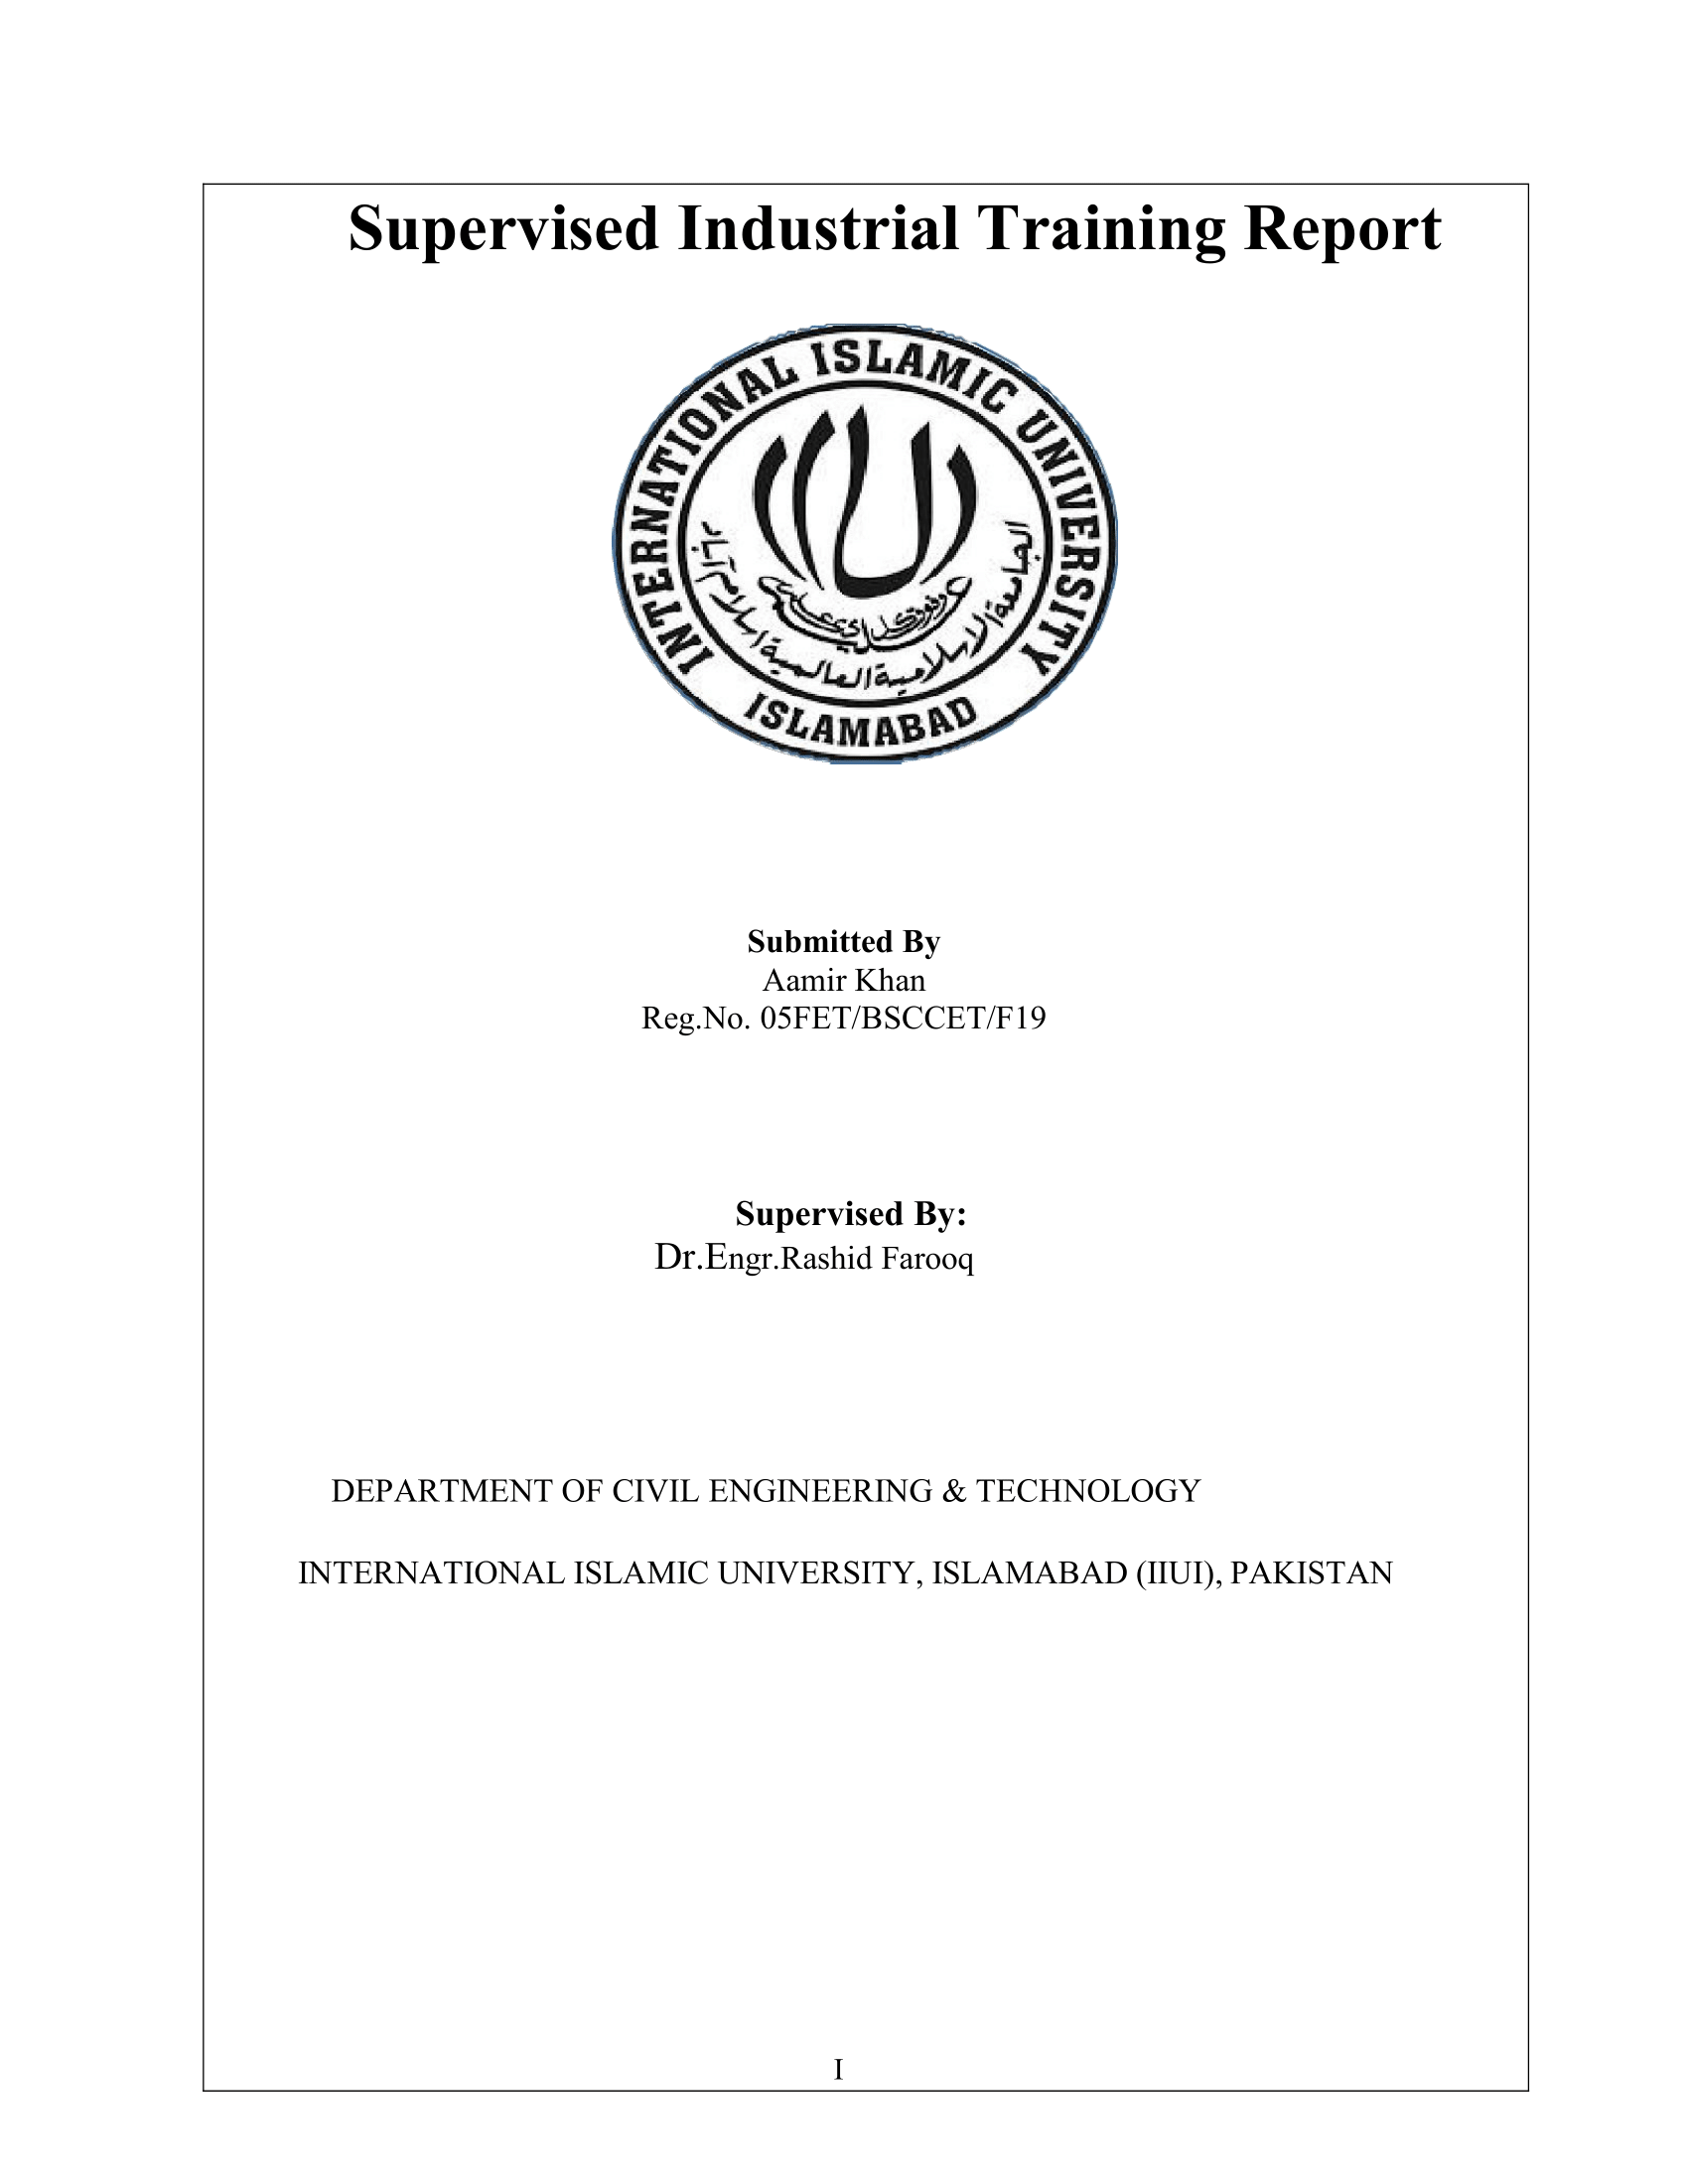 Supervised Industrial Training Report
INTERNATIONAL ISLAMIC UNIVERSITY
الجامعة الإسلامية العالمية اسلام آباد
ISLAMABAD
Submitted By
Aamir Khan
Reg.No. 05FET/BSCCET/F19
Supervised By:
Dr.Engr.Rashid Farooq
DEPARTMENT OF CIVIL ENGINEERING & TECHNOLOGY
INTERNATIONAL ISLAMIC UNIVERSITY, ISLAMABAD (IIUI), PAKISTAN
I